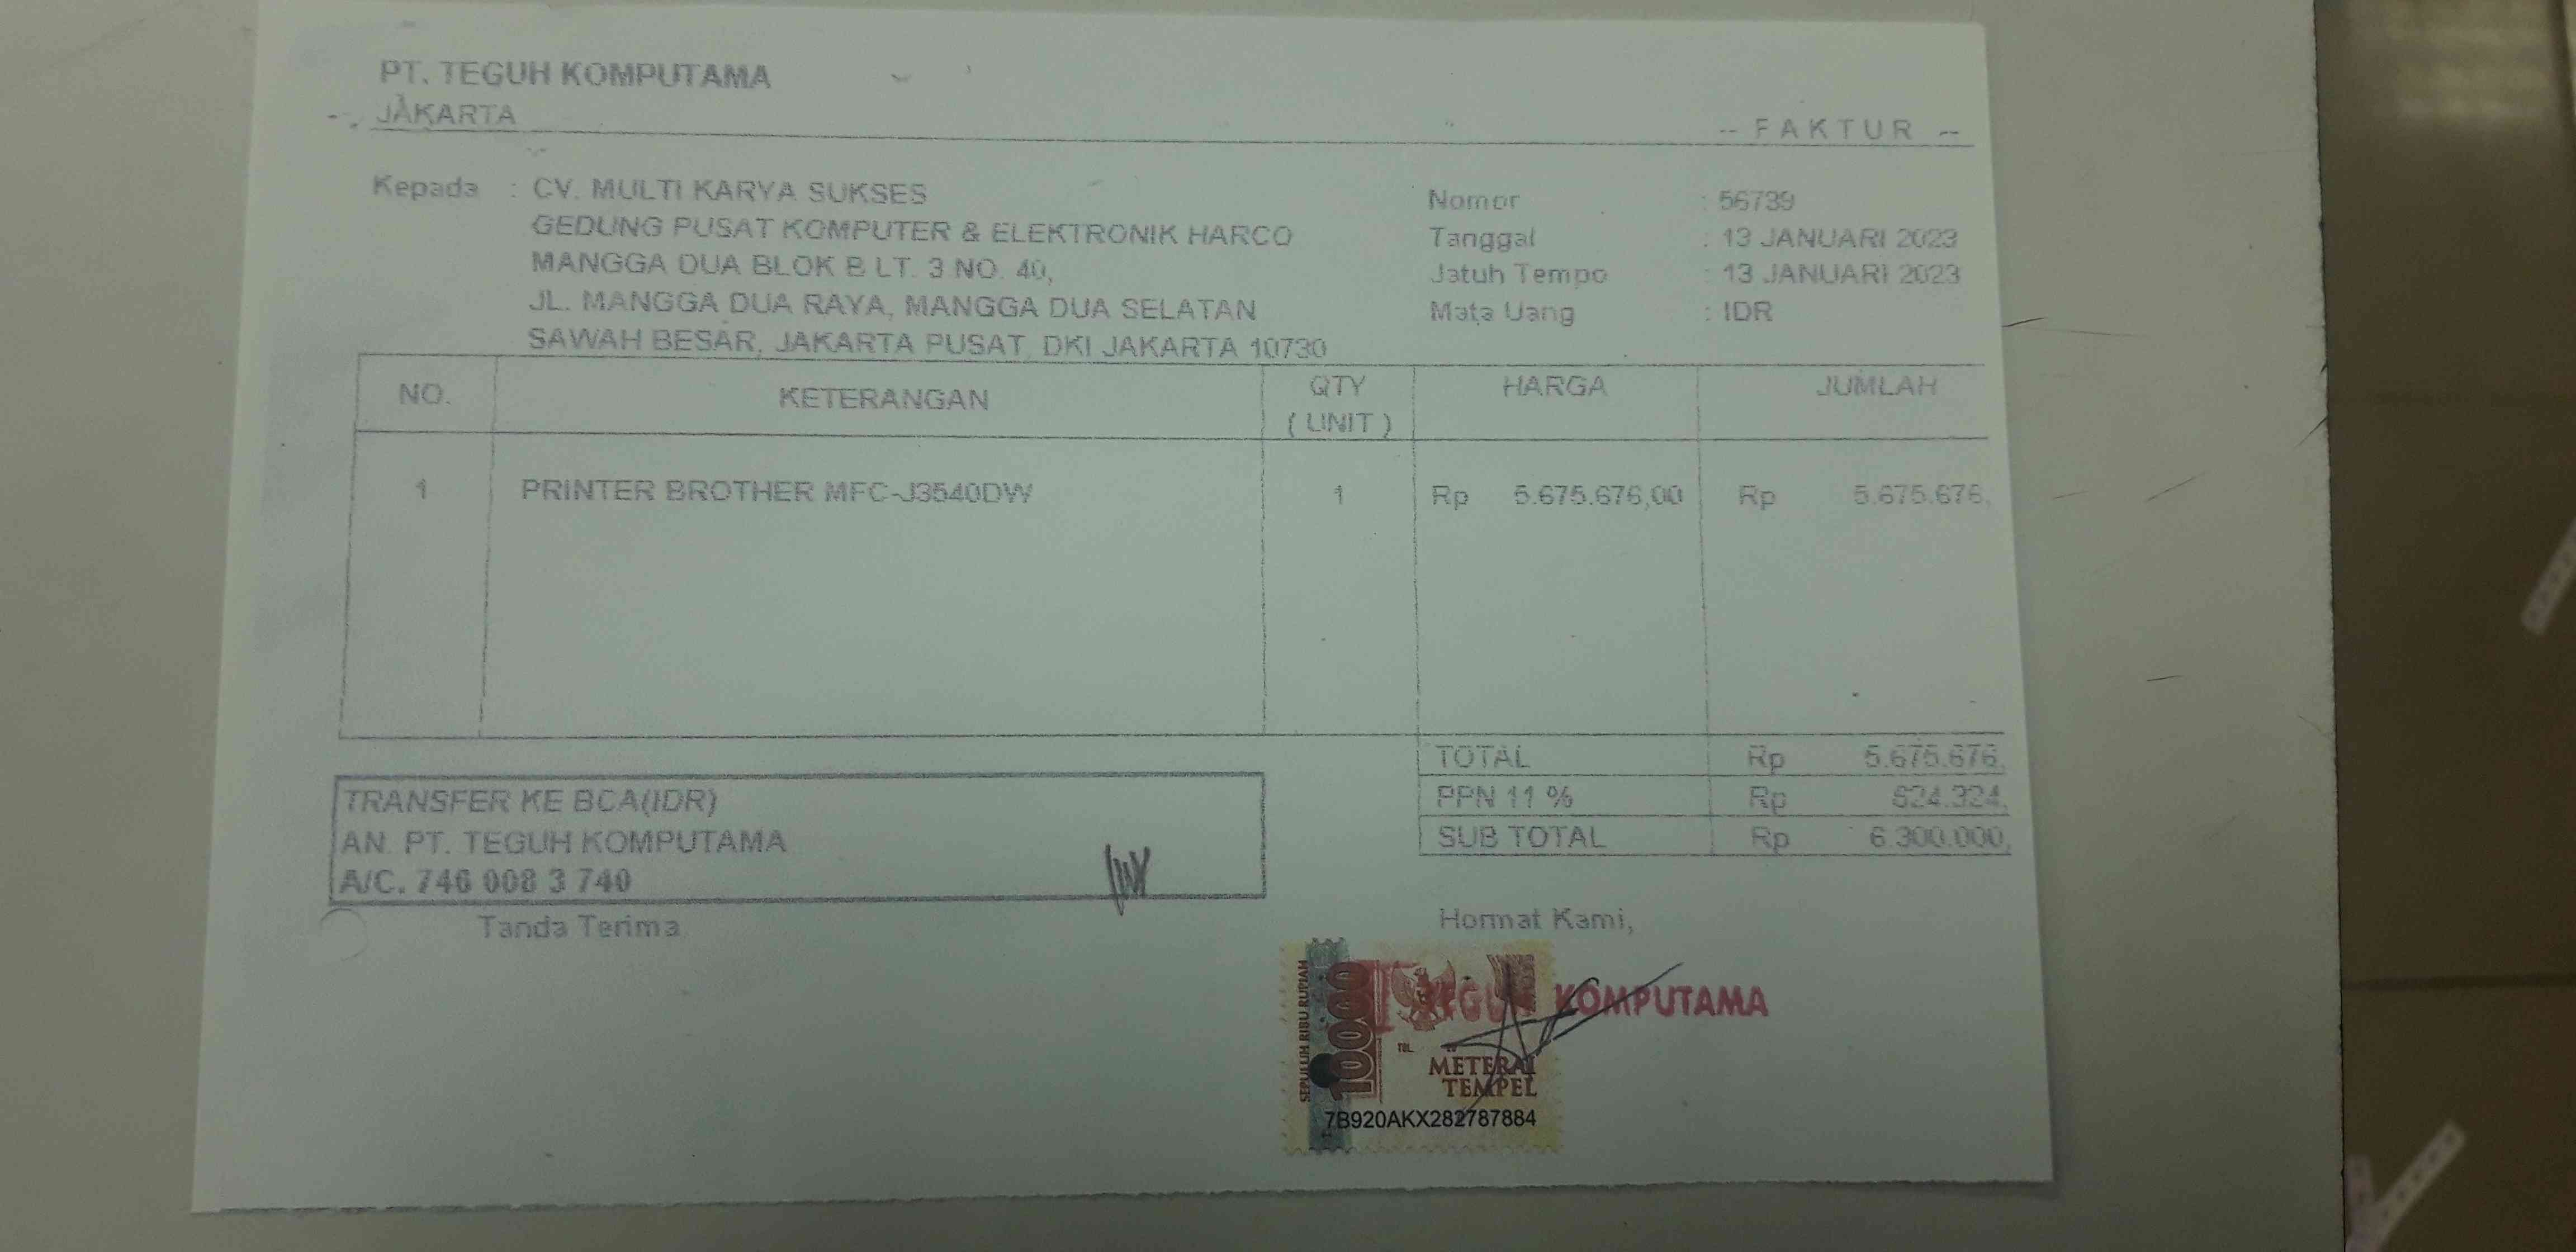 PT. TEGUH KOMPUTAMA
JAKARTA
-- F A K T U R --
Kepada : CV. MULTI KARYA SUKSES
GEDUNG PUSAT KOMPUTER & ELEKTRONIK HARCO
MANGGA DUA BLOK B LT. 3 NO. 40,
JL. MANGGA DUA RAYA, MANGGA DUA SELATAN
SAWAH BESAR, JAKARTA PUSAT, DKI JAKARTA 10730
Nomor : 56739
Tanggal : 13 JANUARI 2023
Jatuh Tempo : 13 JANUARI 2023
Mata Uang : IDR
NO. KETERANGAN QTY HARGA JUMLAH
( UNIT )
1 PRINTER BROTHER MFC-J3540DW 1 Rp 5.675.676,00 Rp 5.675.676,
TOTAL Rp 5.675.676,
PPN 11 % Rp 624.324,
SUB TOTAL Rp 6.300.000,
TRANSFER KE BCA(IDR)
AN. PT. TEGUH KOMPUTAMA
A/C. 746 008 3 740
Tanda Terima
Hormat Kami,
TEGUH KOMPUTAMA
SEPULUH RIBU RUPIAH
10000
TGL. 20
METERAI
TEMPEL
7B920AKX282787884